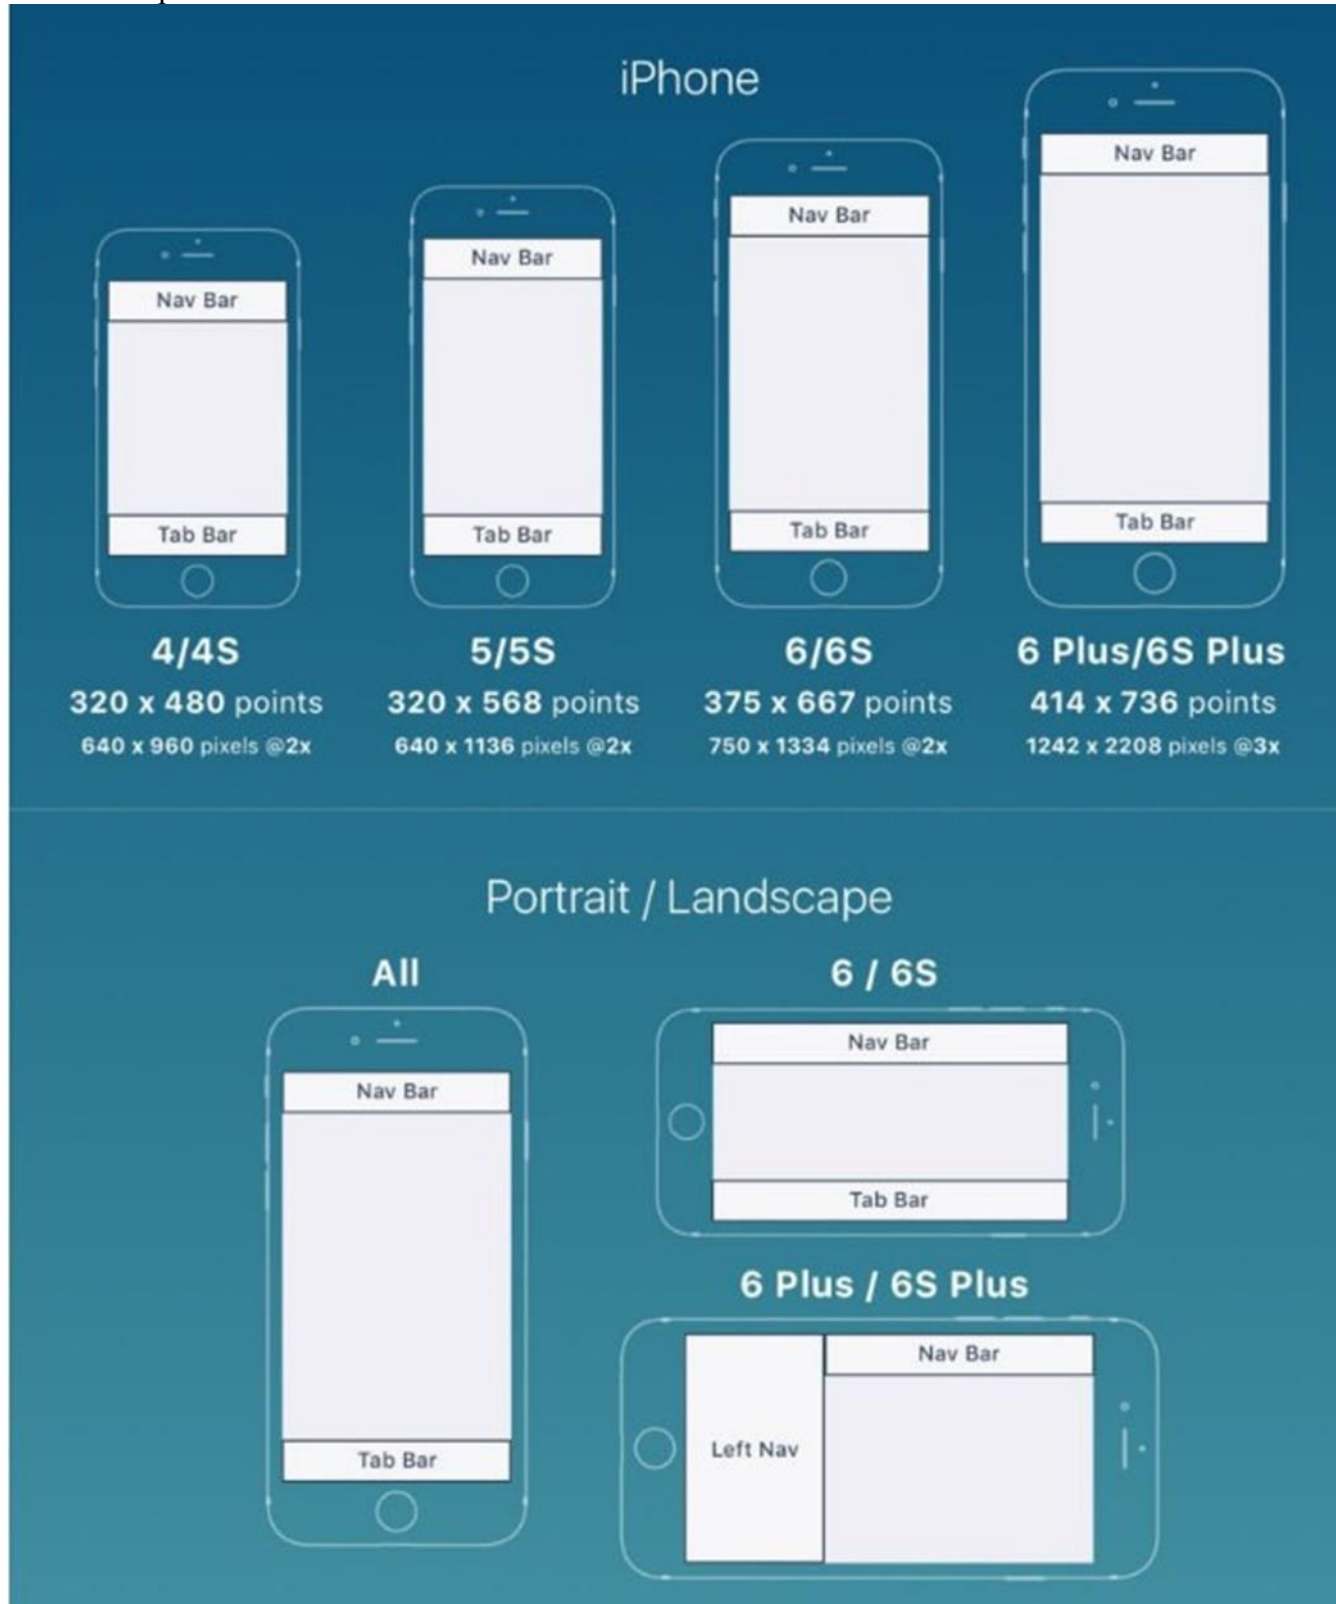 iPhone
Nav Bar
Tab Bar
4/4S
320 x 480 points
640 x 960 pixels @2x
Nav Bar
Tab Bar
5/5S
320 x 568 points
640 x 1136 pixels @2x
Nav Bar
Tab Bar
6/6S
375 x 667 points
750 x 1334 pixels @2x
Nav Bar
Tab Bar
6 Plus/6S Plus
414 x 736 points
1242 x 2208 pixels @3x
Portrait / Landscape
All
Nav Bar
Tab Bar
6 / 6S
Nav Bar
Tab Bar
6 Plus / 6S Plus
Left Nav
Nav Bar